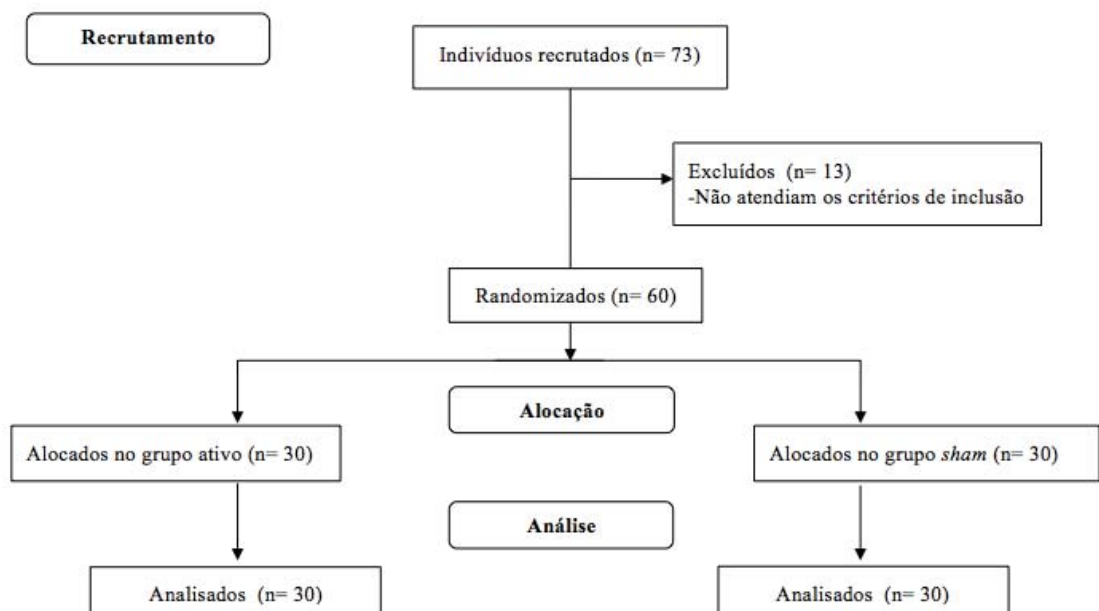 Recrutamento
Indivíduos recrutados (n= 73)
Excluídos (n= 13)
-Não atendiam os critérios de inclusão
Randomizados (n= 60)
Alocação
Alocados no grupo ativo (n= 30)
Alocados no grupo sham (n= 30)
Análise
Analisados (n= 30)
Analisados (n= 30)